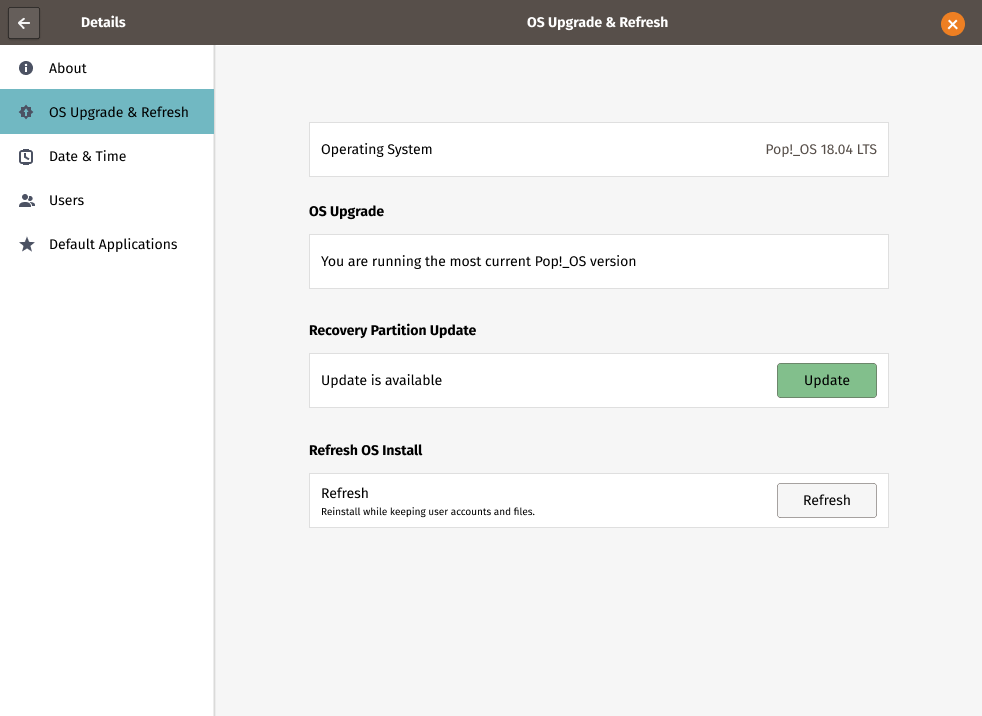 Details
OS Upgrade & Refresh
About
OS Upgrade & Refresh
Date & Time
Users
Default Applications
Operating System
Pop!_OS 18.04 LTS
OS Upgrade
You are running the most current Pop!_OS version
Recovery Partition Update
Update is available
Update
Refresh OS Install
Refresh
Reinstall while keeping user accounts and files.
Refresh